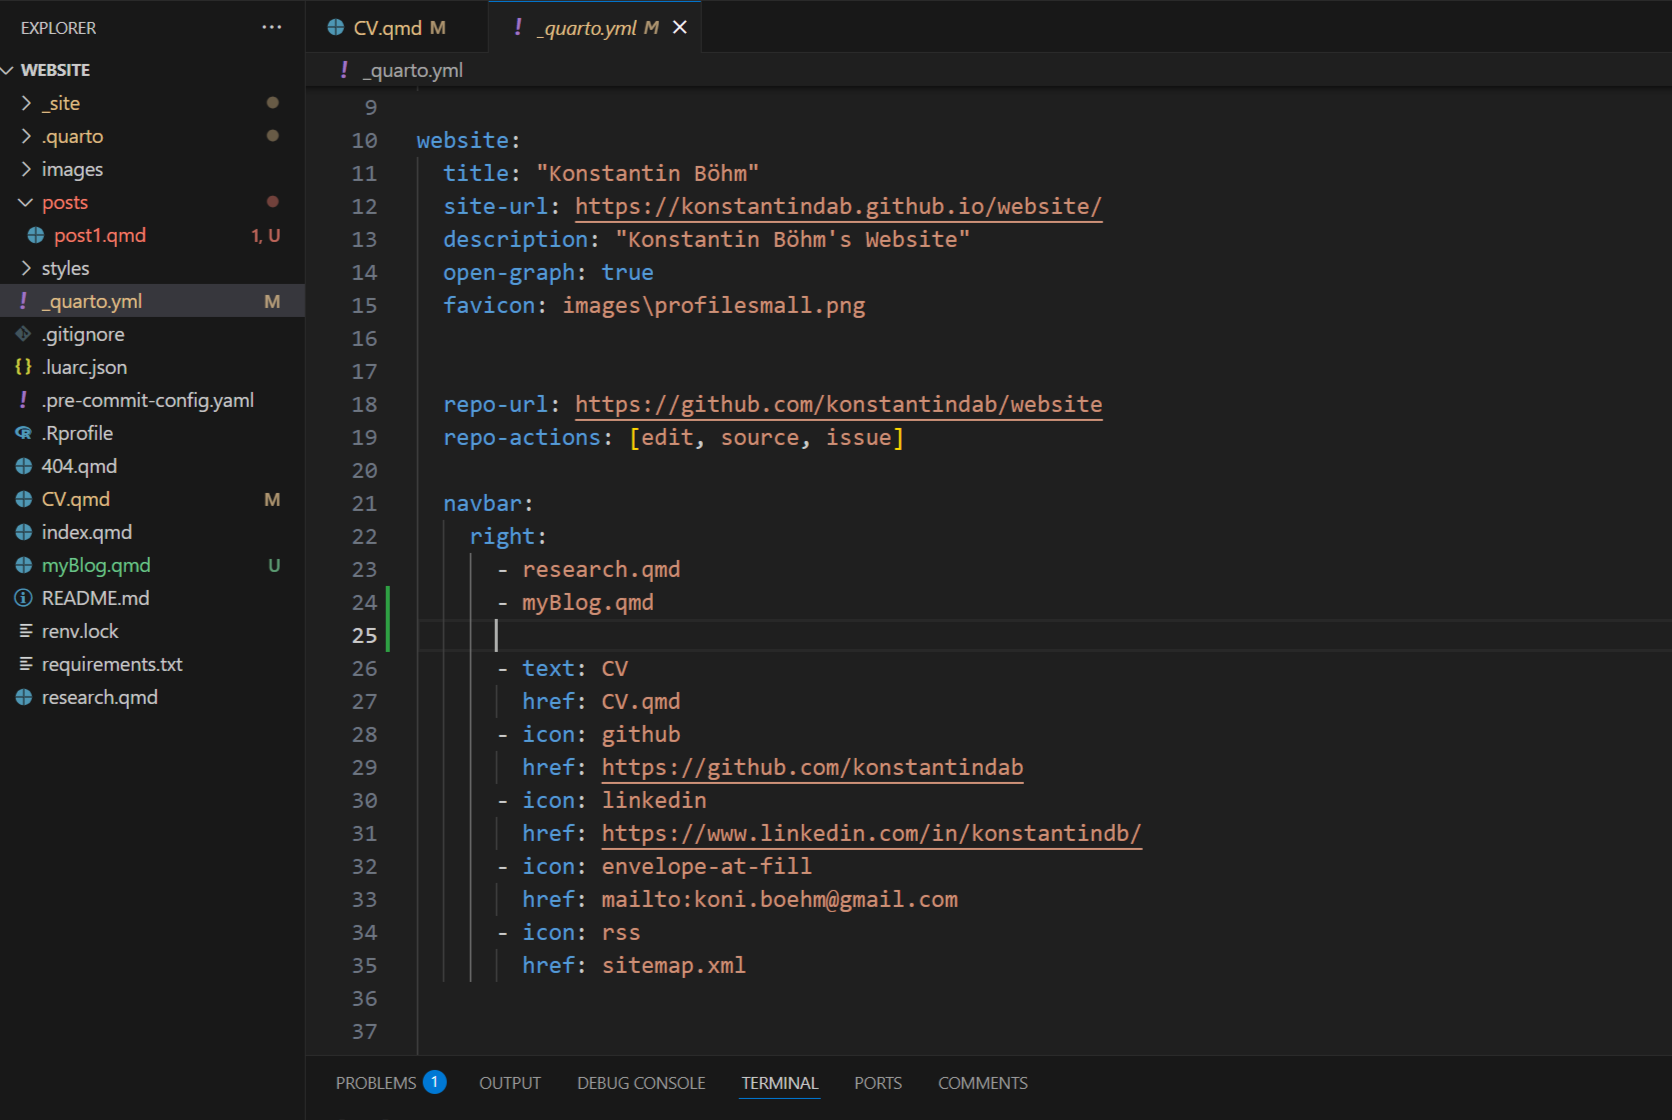 EXPLORER
WEBSITE
_site
.quarto
images
posts
post1.qmd 1, U
styles
_quarto.yml M
.gitignore
.luarc.json
.pre-commit-config.yaml
.Rprofile
404.qmd
CV.qmd M
index.qmd
myBlog.qmd U
README.md
renv.lock
requirements.txt
research.qmd
CV.qmd M
_quarto.yml M
_quarto.yml
9
10 website:
11 title: "Konstantin Böhm"
12 site-url: https://konstantindab.github.io/website/
13 description: "Konstantin Böhm's Website"
14 open-graph: true
15 favicon: images\profilesmall.png
16
17
18 repo-url: https://github.com/konstantindab/website
19 repo-actions: [edit, source, issue]
20
21 navbar:
22 right:
23 - research.qmd
24 - myBlog.qmd
25
26 - text: CV
27 href: CV.qmd
28 - icon: github
29 href: https://github.com/konstantindab
30 - icon: linkedin
31 href: https://www.linkedin.com/in/konstantindb/
32 - icon: envelope-at-fill
33 href: mailto:koni.boehm@gmail.com
34 - icon: rss
35 href: sitemap.xml
36
37
PROBLEMS 1 OUTPUT DEBUG CONSOLE TERMINAL PORTS COMMENTS